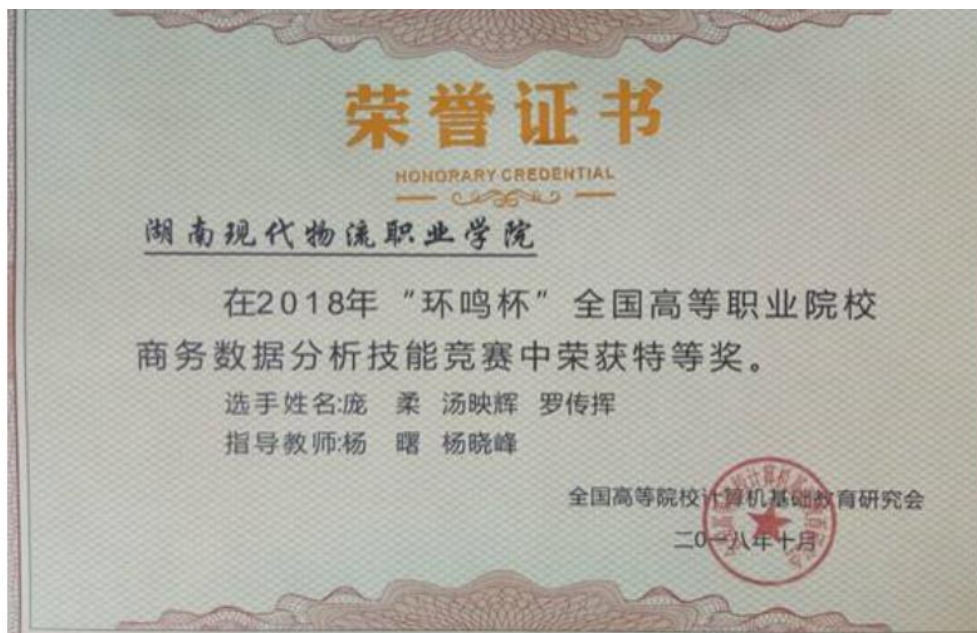 荣誉证书
HONORARY CREDENTIAL
湖南现代物流职业学院
在2018年“环鸣杯”全国高等职业院校
商务数据分析技能竞赛中荣获特等奖。
选手姓名:庞 柔 汤映辉 罗传挥
指导教师:杨 曙 杨晓峰
全国高等院校计算机基础教育研究会
二0一八年十月